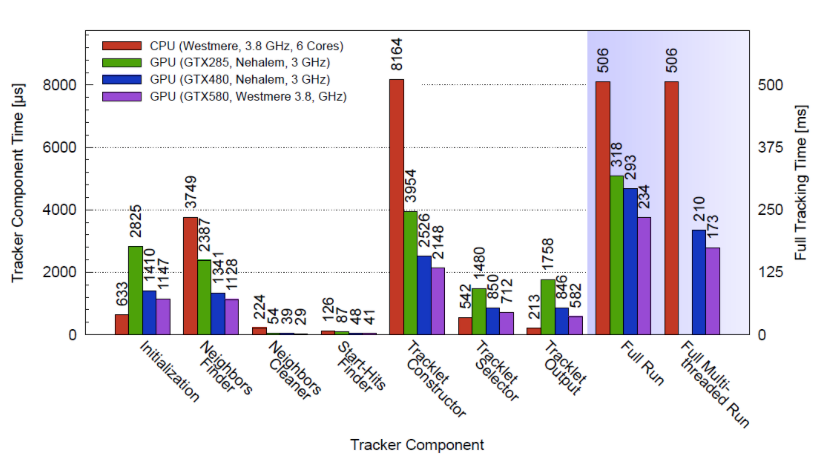 CPU (Westmere, 3.8 GHz, 6 Cores)
GPU (GTX285, Nehalem, 3 GHz)
GPU (GTX480, Nehalem, 3 GHz)
GPU (GTX580, Westmere 3.8, GHz)
Tracker Component Time [µs]
8000
6000
4000
2000
0
633
2825
1410
1147
3749
2387
1341
1128
224
54
39
29
126
87
48
41
8164
3954
2526
2148
542
1480
850
712
213
1758
846
582
506
318
293
234
506
210
173
500
375
250
125
0
Full Tracking Time [ms]
Initialization
Neighbors
Finder
Neighbors
Cleaner
Start-Hits
Finder
Tracklet
Constructor
Tracklet
Selector
Tracklet
Output
Full Run
Full Multi-
threaded Run
Tracker Component